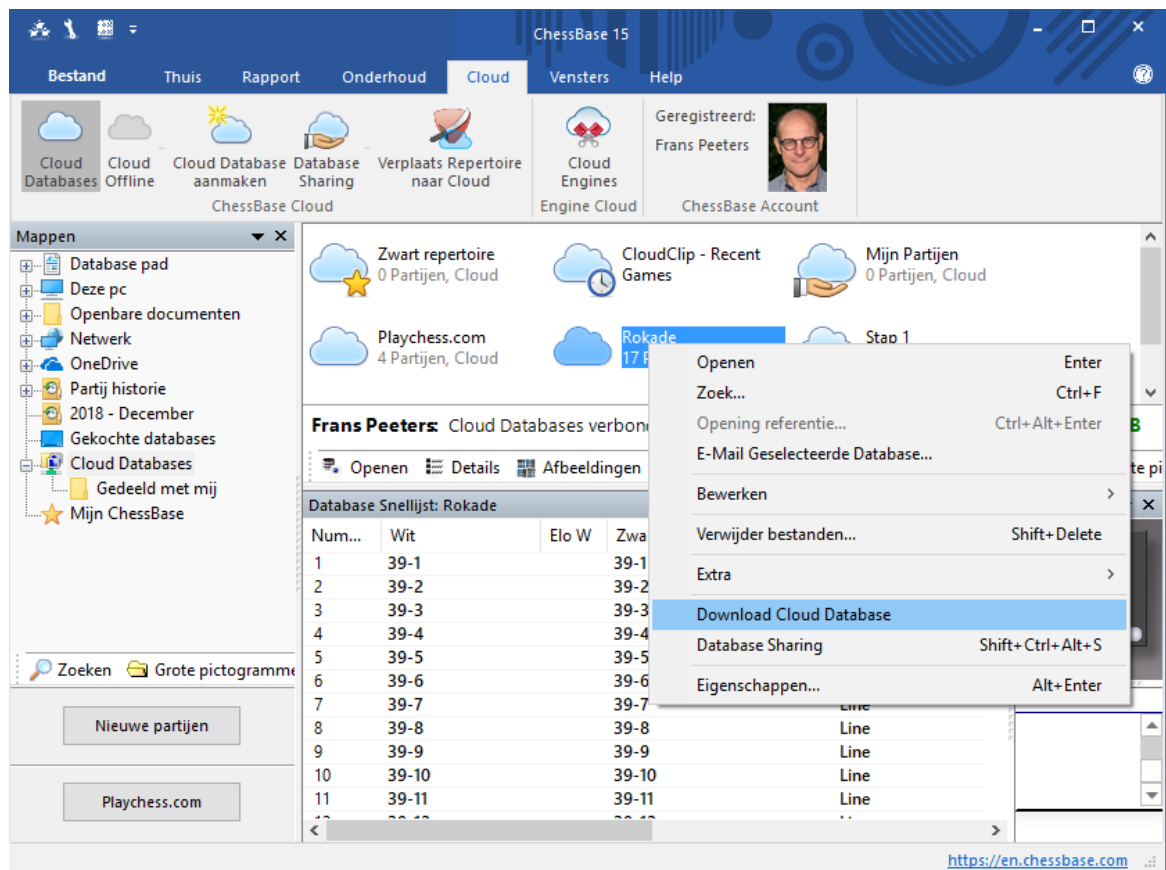 ChessBase 15
Bestand Thuis Rapport Onderhoud Cloud Vensters Help
Cloud Databases
Cloud Offline
Cloud Database aanmaken
Database Sharing
Verplaats Repertoire naar Cloud
ChessBase Cloud
Cloud Engines
Engine Cloud
Geregistreerd:
Frans Peeters
ChessBase Account
Mappen
Database pad
Deze pc
Openbare documenten
Netwerk
OneDrive
Partij historie
2018 - December
Gekochte databases
Cloud Databases
Gedeeld met mij
Mijn ChessBase
Zoeken Grote pictogramme
Nieuwe partijen
Playchess.com
Zwart repertoire
0 Partijen, Cloud
CloudClip - Recent
Games
Mijn Partijen
0 Partijen, Cloud
Playchess.com
4 Partijen, Cloud
Rokade
17
Stap 1
Frans Peeters: Cloud Databases
B
Openen Details Afbeeldingen
Database Snellijst: Rokade
Num... Wit Elo W
1 39-1 39-1
2 39-2 39-2
3 39-3 39-3
4 39-4 39-4
5 39-5 39-5
6 39-6 39-6
7 39-7 39-7 Line
8 39-8 39-8 Line
9 39-9 39-9 Line
10 39-10 39-10 Line
11 39-11 39-11 Line
Openen Enter
Zoek... Ctrl+F
Opening referentie... Ctrl+Alt+Enter
E-Mail Geselecteerde Database...
Bewerken
Verwijder bestanden... Shift+Delete
Extra
Download Cloud Database
Database Sharing Shift+Ctrl+Alt+S
Eigenschappen... Alt+Enter
https://en.chessbase.com